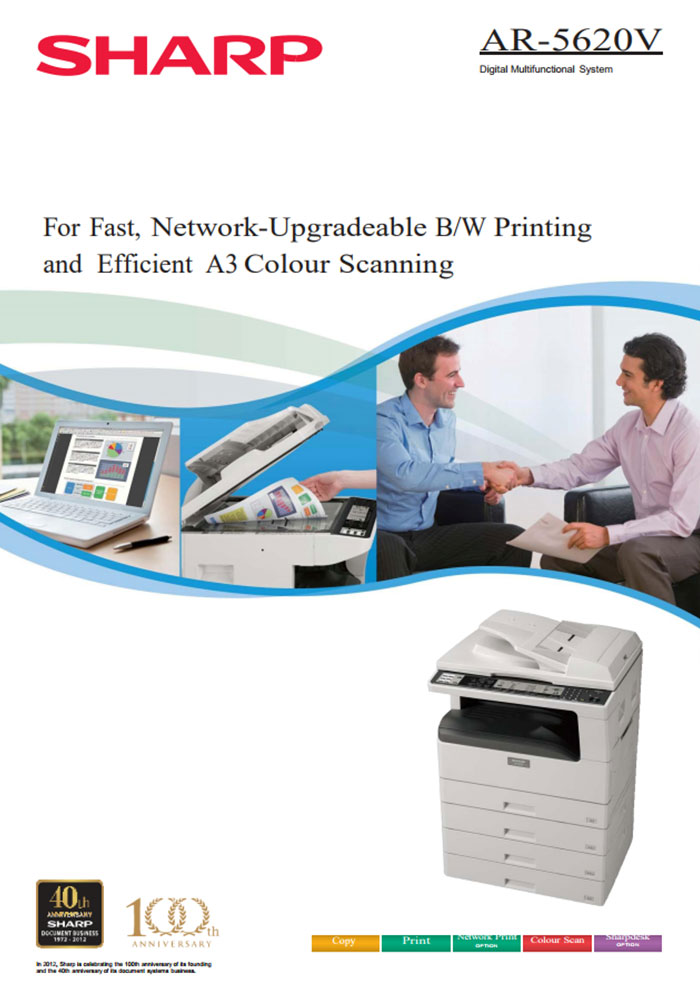 SHARP
AR-5620V
Digital Multifunctional System
For Fast, Network-Upgradeable B/W Printing
and Efficient A3 Colour Scanning
SHARP
40th
ANNIVERSARY
SHARP
DOCUMENT BUSINESS
1972 - 2012
100th
ANNIVERSARY
In 2012, Sharp is celebrating the 100th anniversary of its founding
and the 40th anniversary of its document systems business.
Copy
Print
Network Print
OPTION
Colour Scan
Sharpdesk
OPTION